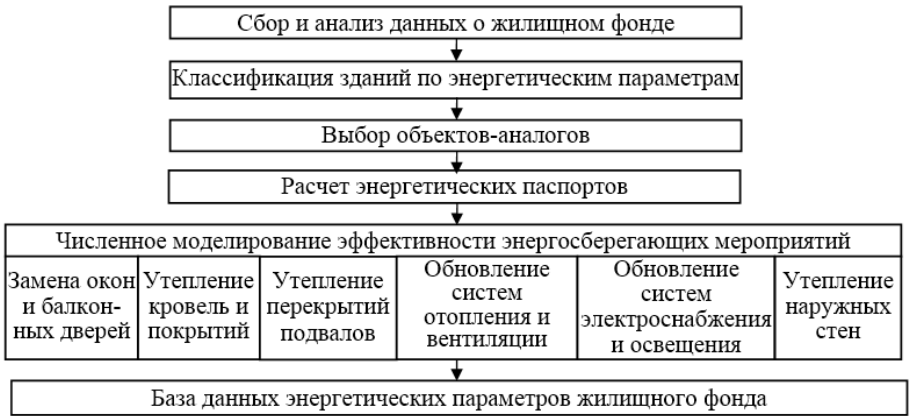 Сбор и анализ данных о жилищном фонде
Классификация зданий по энергетическим параметрам
Выбор объектов-аналогов
Расчет энергетических паспортов
Численное моделирование эффективности энергосберегающих мероприятий
Замена окон
и балкон-
ных дверей
Утепление
кровель и
покрытий
Утепление
перекрытий
подвалов
Обновление
систем
отопления и
вентиляции
Обновление
систем
электроснабжения
и освещения
Утепление
наружных
стен
База данных энергетических параметров жилищного фонда